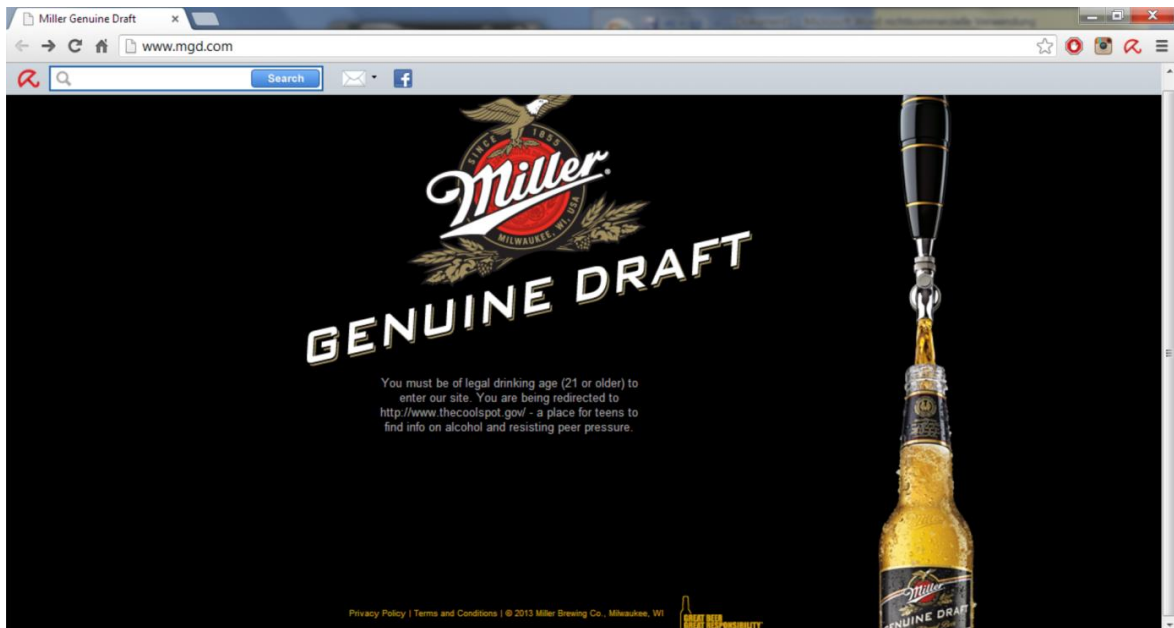 Miller Genuine Draft
www.mgd.com
Search
SINCE 1855
Miller
MILWAUKEE, WI, USA
GENUINE DRAFT
You must be of legal drinking age (21 or older) to
enter our site. You are being redirected to
http://www.thecoolspot.gov/ - a place for teens to
find info on alcohol and resisting peer pressure.
Miller
GENUINE DRAFT
Privacy Policy | Terms and Conditions | © 2013 Miller Brewing Co., Milwaukee, WI
GREAT BEER
GREAT RESPONSIBILITY